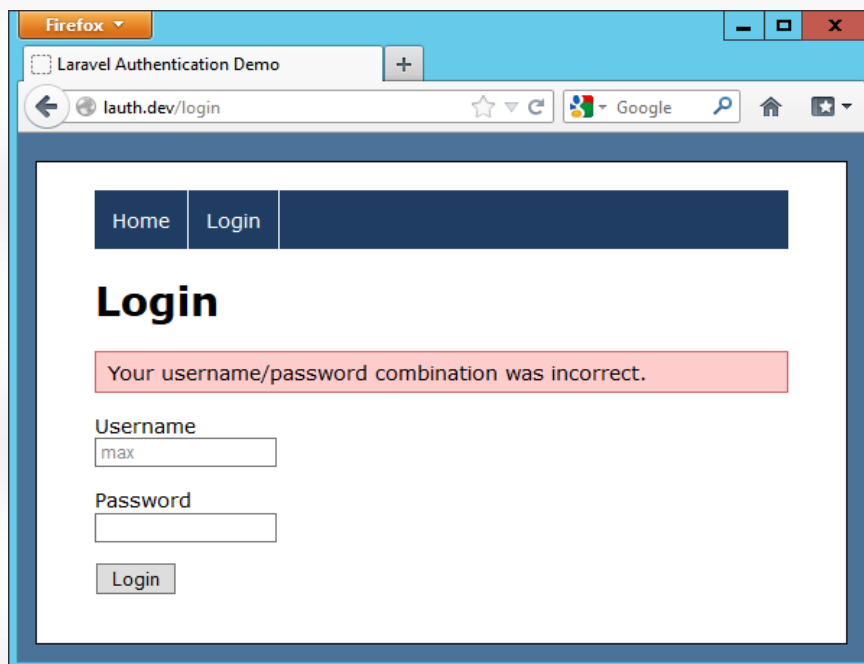 Firefox
Laravel Authentication Demo
lauth.dev/login
Google
Home
Login
Login
Your username/password combination was incorrect.
Username
max
Password
Login